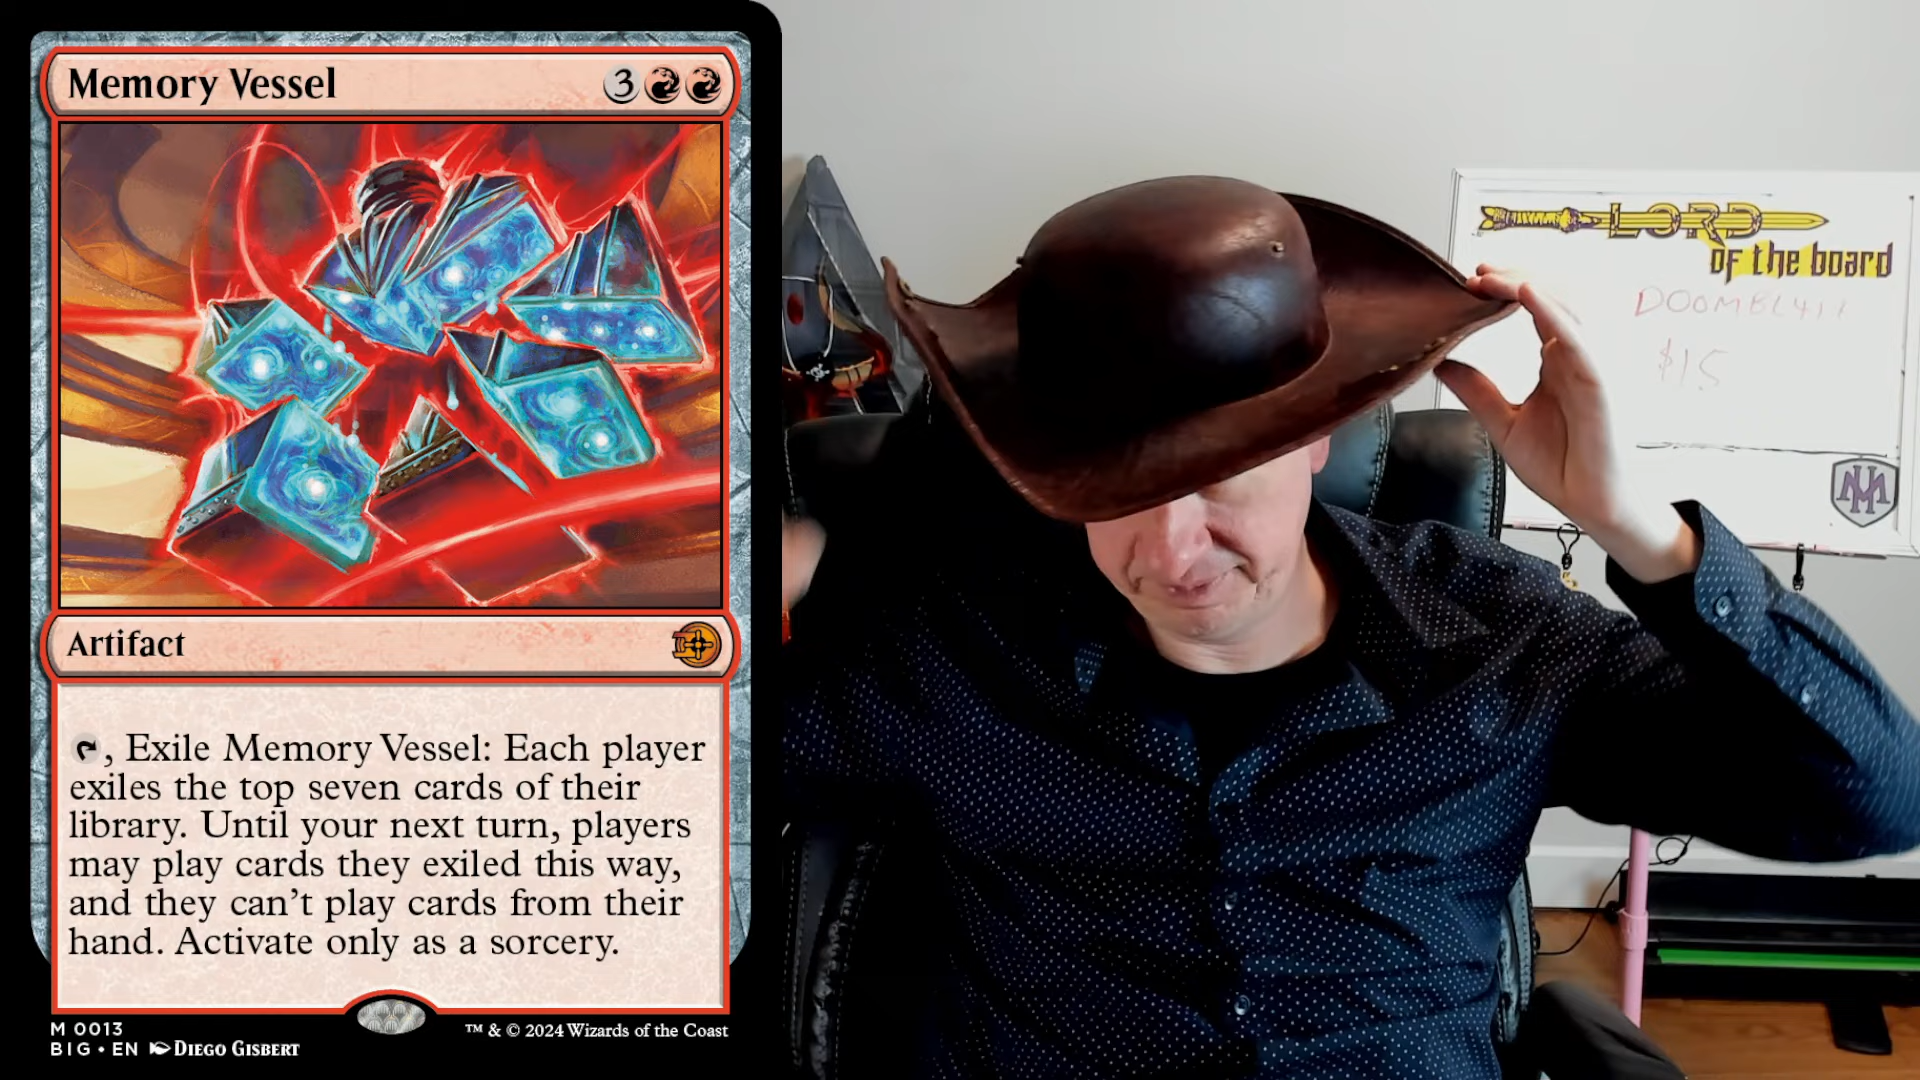 Memory Vessel
3
Artifact
, Exile Memory Vessel: Each player
exiles the top seven cards of their
library. Until your next turn, players
may play cards they exiled this way,
and they can't play cards from their
hand. Activate only as a sorcery.
M 0013
BIG • EN DIEGO GISBERT
™ & © 2024 Wizards of the Coast
LORD
of the board
$15